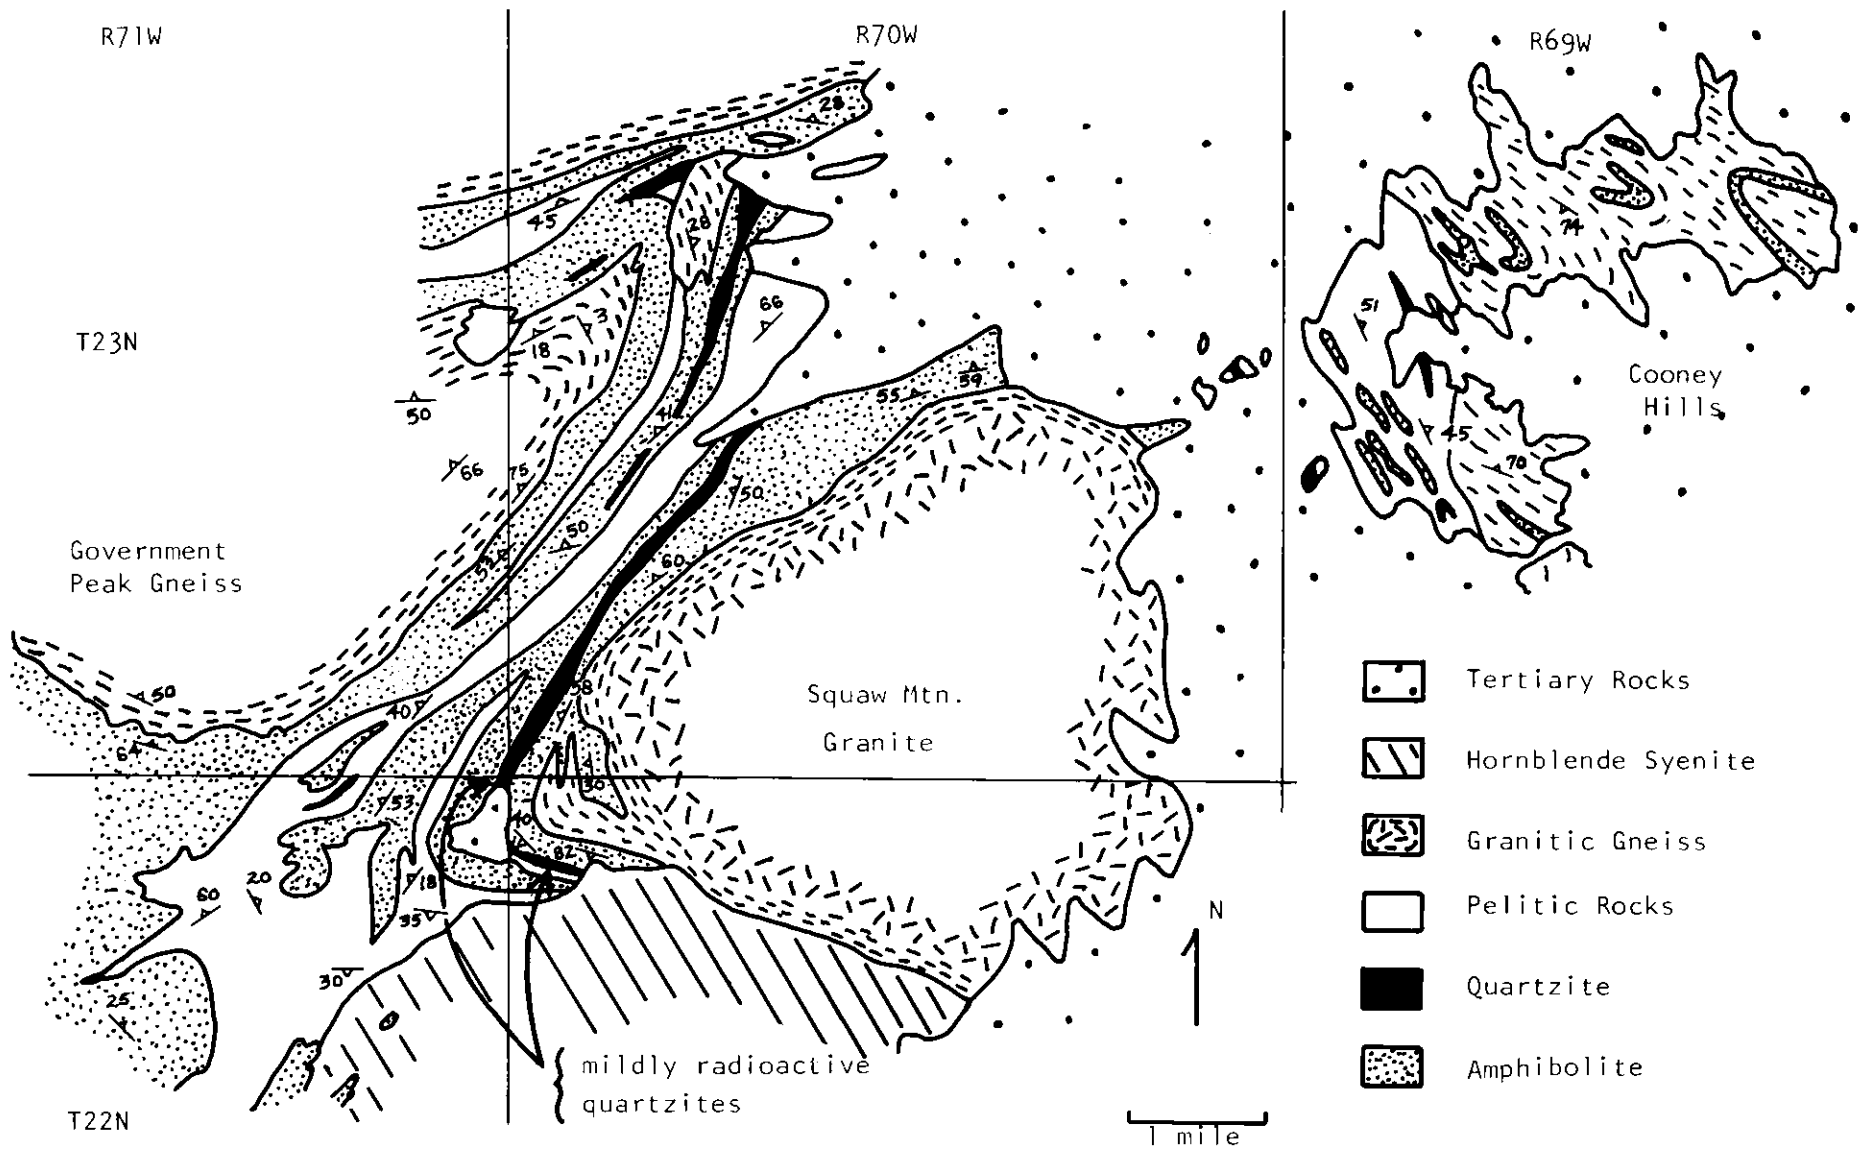 R71W
R70W
R69W
28
45
28
74
3
66
18
51
T23N
59
55
50
Cooney
Hills
41
45
66
75
70
50
50
Government
Peak Gneiss
53
60
50
58
Squaw Mtn.
Granite
40
64
Tertiary Rocks
Hornblende Syenite
Granitic Gneiss
Pelitic Rocks
Quartzite
Amphibolite
30
53
40
82
60
20
18
35
N
30
25
mildly radioactive
quartzites
T22N
1 mile